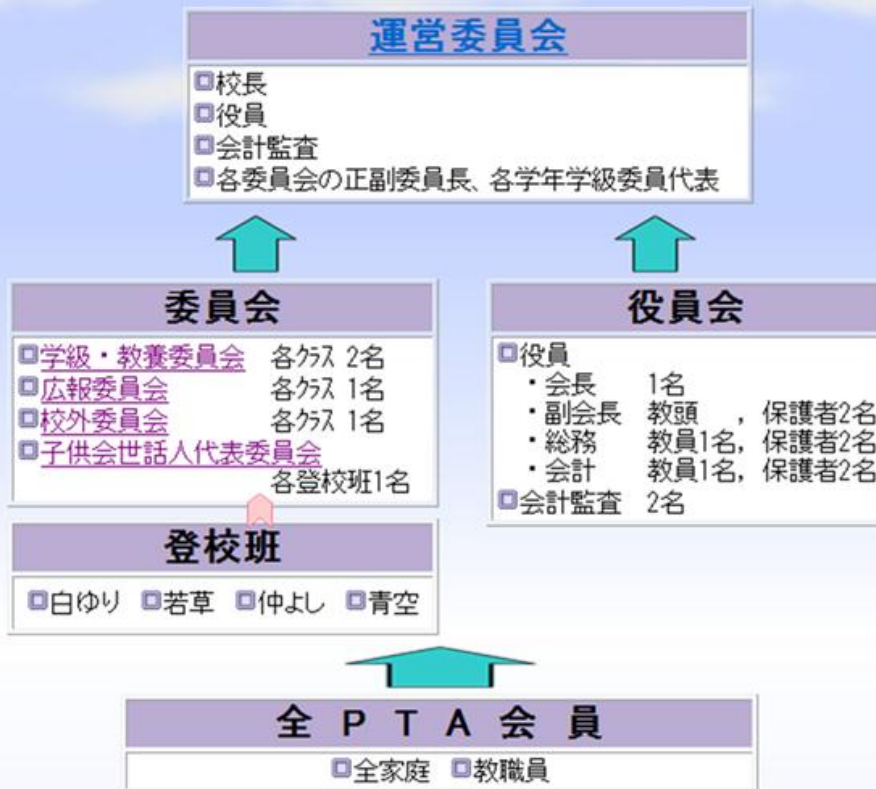 運営委員会
校長
役員
会計監査
各委員会の正副委員長、各学年学級委員代表
委員会
学級・教養委員会 各クラス 2名
広報委員会 各クラス 1名
校外委員会 各クラス 1名
子供会世話人代表委員会
各登校班1名
登校班
白ゆり 若草 仲よし 青空
役員会
役員
・会長 1名
・副会長 教頭 , 保護者2名
・総務 教員1名, 保護者2名
・会計 教員1名, 保護者2名
会計監査 2名
全PTA会員
全家庭 教職員